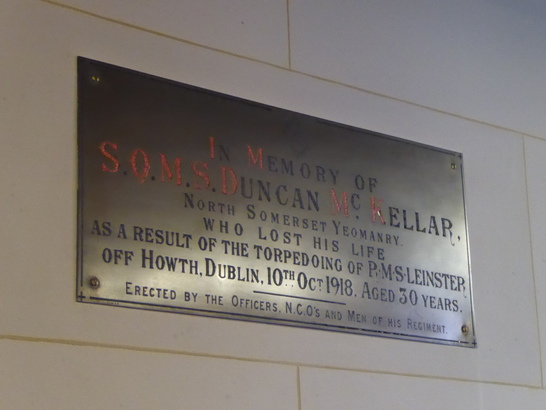 IN MEMORY OF
S.Q.M.S. DUNCAN Mc KELLAR,
NORTH SOMERSET YEOMANRY.
WHO LOST HIS LIFE
AS A RESULT OF THE TORPEDOING OF R·M·S·LEINSTER,
OFF HOWTH, DUBLIN, 10TH OCT 1918. AGED 30 YEARS.
ERECTED BY THE OFFICERS, N.C.O's AND MEN OF HIS REGIMENT.